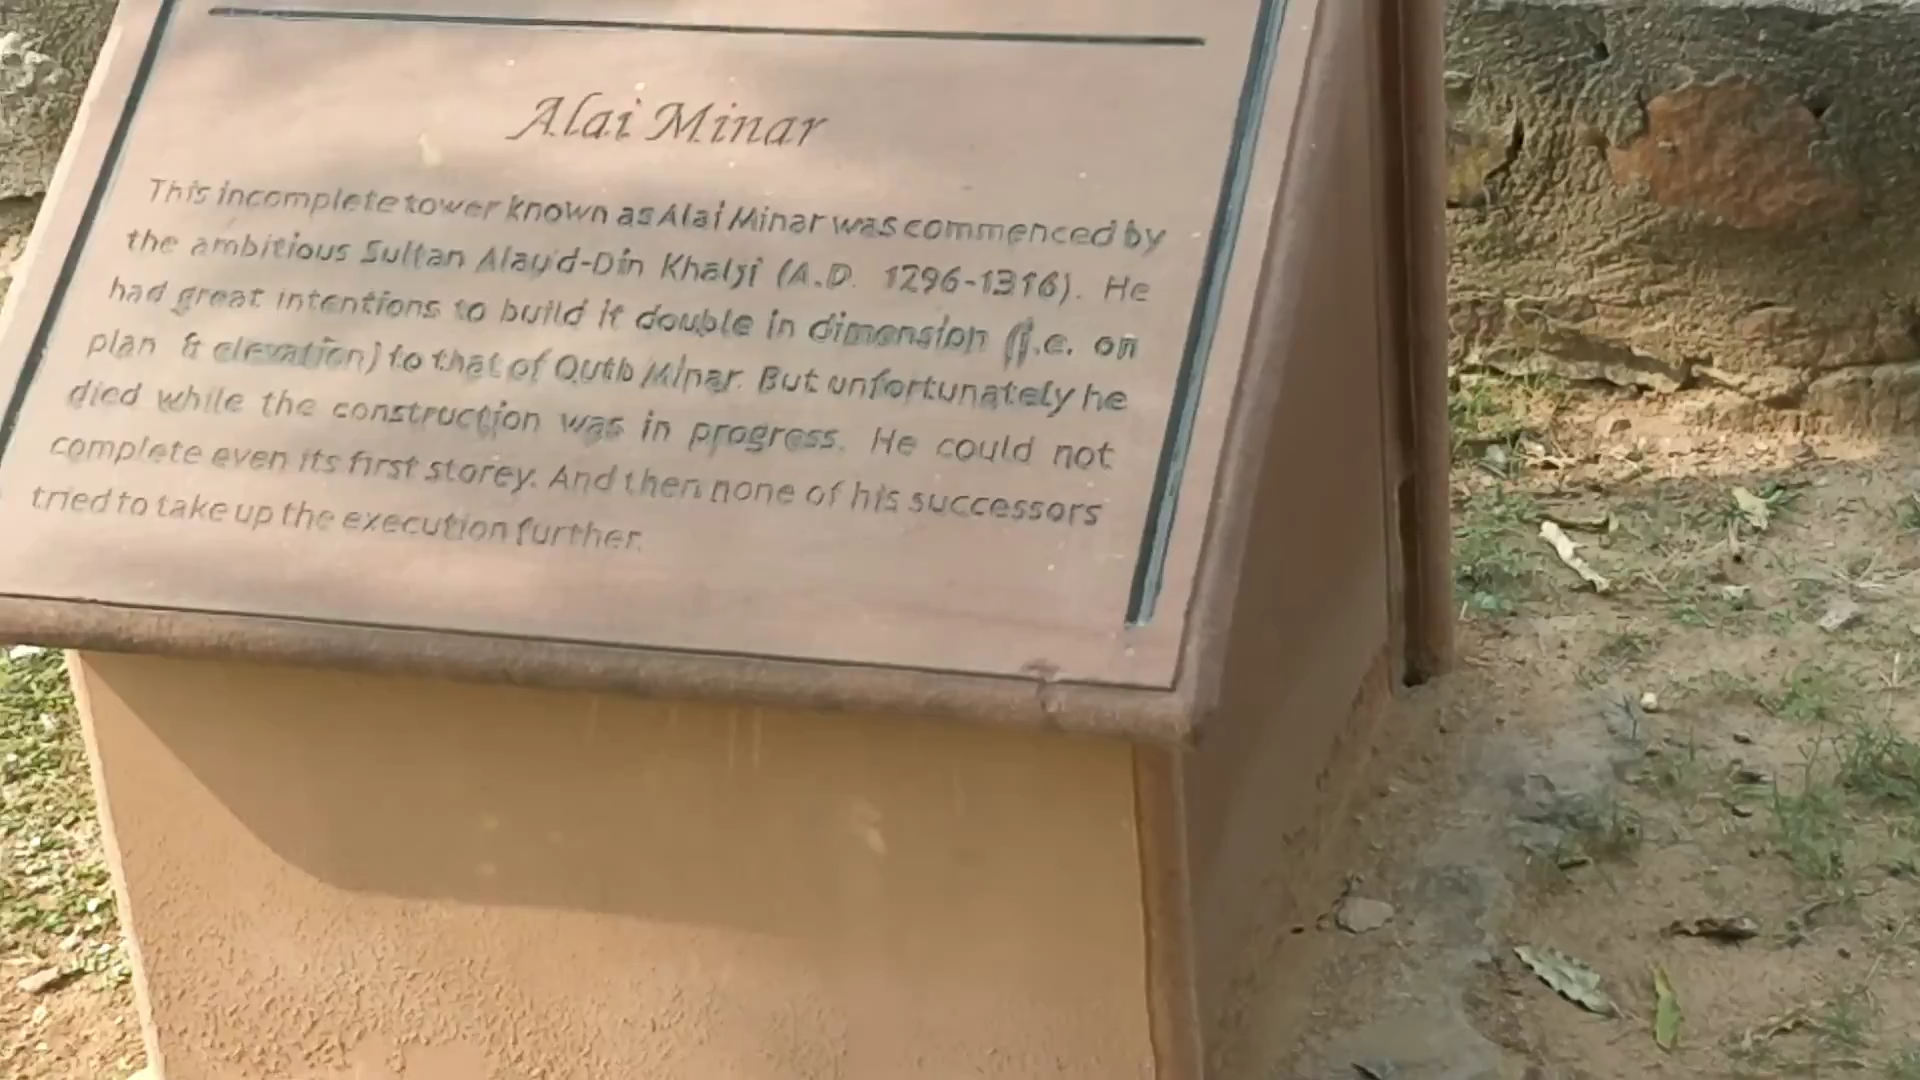 Alai Minar
This incomplete tower known as Alai Minar was commenced by
the ambitious Sultan Alau'd-Din Khalji (A.D. 1296-1316). He
had great intentions to build it double in dimension (i.e. on
plan & elevation) to that of Qutb Minar. But unfortunately he
died while the construction was in progress. He could not
complete even its first storey. And then none of his successors
tried to take up the execution further.